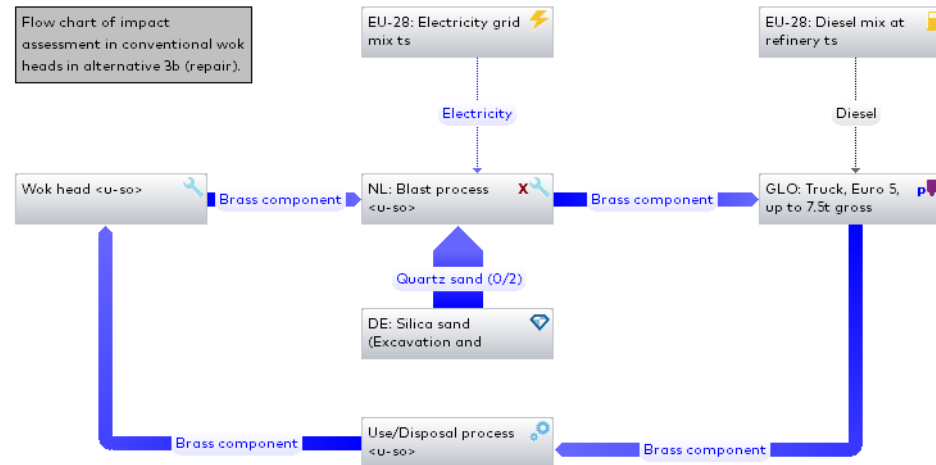 Flow chart of impact
assessment in conventional wok
heads in alternative 3b (repair).
EU-28: Electricity grid
mix ts
EU-28: Diesel mix at
refinery ts
Electricity
Diesel
Wok head <u-so>
Brass component
NL: Blast process
<u-so>
X
Brass component
GLO: Truck, Euro 5,
up to 7.5t gross
p
Quartz sand (0/2)
DE: Silica sand
(Excavation and
Brass component
Use/Disposal process
<u-so>
Brass component